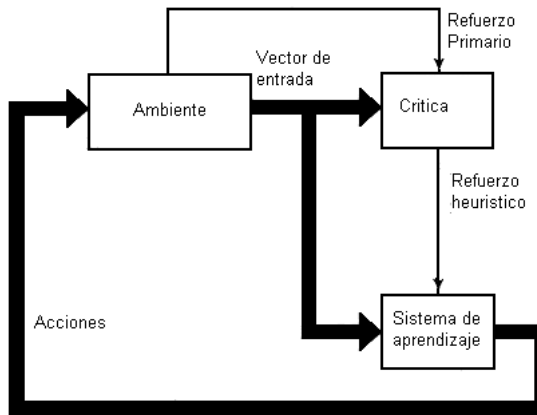 Refuerzo
Primario
Vector de
entrada
Ambiente
Critica
Refuerzo
heuristico
Acciones
Sistema de
aprendizaje